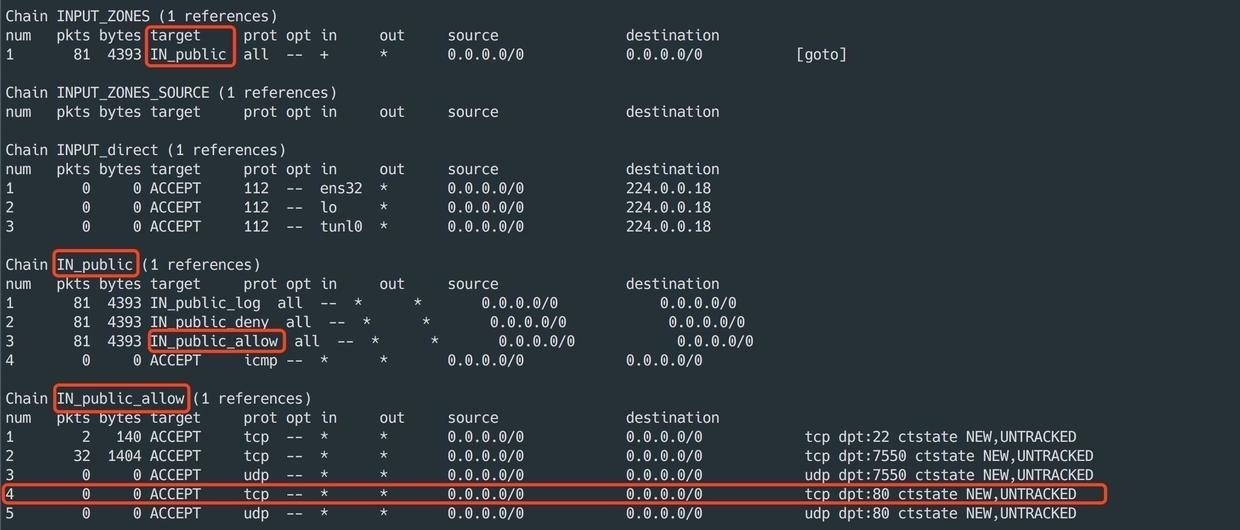 Chain INPUT_ZONES (1 references)
num   pkts bytes target     prot opt in     out     source               destination
1       81  4393 IN_public  all  --  +      *       0.0.0.0/0            0.0.0.0/0           [goto]
Chain INPUT_ZONES_SOURCE (1 references)
num   pkts bytes target     prot opt in     out     source               destination
Chain INPUT_direct (1 references)
num   pkts bytes target     prot opt in     out     source               destination
1        0     0 ACCEPT     112  --  ens32  *       0.0.0.0/0            224.0.0.18
2        0     0 ACCEPT     112  --  lo     *       0.0.0.0/0            224.0.0.18
3        0     0 ACCEPT     112  --  tunl0  *       0.0.0.0/0            224.0.0.18
Chain IN_public (1 references)
num   pkts bytes target     prot opt in     out     source               destination
1       81  4393 IN_public_log  all  --  *      *       0.0.0.0/0            0.0.0.0/0
2       81  4393 IN_public_deny  all  --  *      *       0.0.0.0/0            0.0.0.0/0
3       81  4393 IN_public_allow  all  --  *      *       0.0.0.0/0            0.0.0.0/0
4        0     0 ACCEPT     icmp --  *      *       0.0.0.0/0            0.0.0.0/0
Chain IN_public_allow (1 references)
num   pkts bytes target     prot opt in     out     source               destination
1        2   140 ACCEPT     tcp  --  *      *       0.0.0.0/0            0.0.0.0/0            tcp dpt:22 ctstate NEW,UNTRACKED
2       32  1404 ACCEPT     tcp  --  *      *       0.0.0.0/0            0.0.0.0/0            tcp dpt:7550 ctstate NEW,UNTRACKED
3        0     0 ACCEPT     udp  --  *      *       0.0.0.0/0            0.0.0.0/0            udp dpt:7550 ctstate NEW,UNTRACKED
4        0     0 ACCEPT     tcp  --  *      *       0.0.0.0/0            0.0.0.0/0            tcp dpt:80 ctstate NEW,UNTRACKED
5        0     0 ACCEPT     udp  --  *      *       0.0.0.0/0            0.0.0.0/0            udp dpt:80 ctstate NEW,UNTRACKED